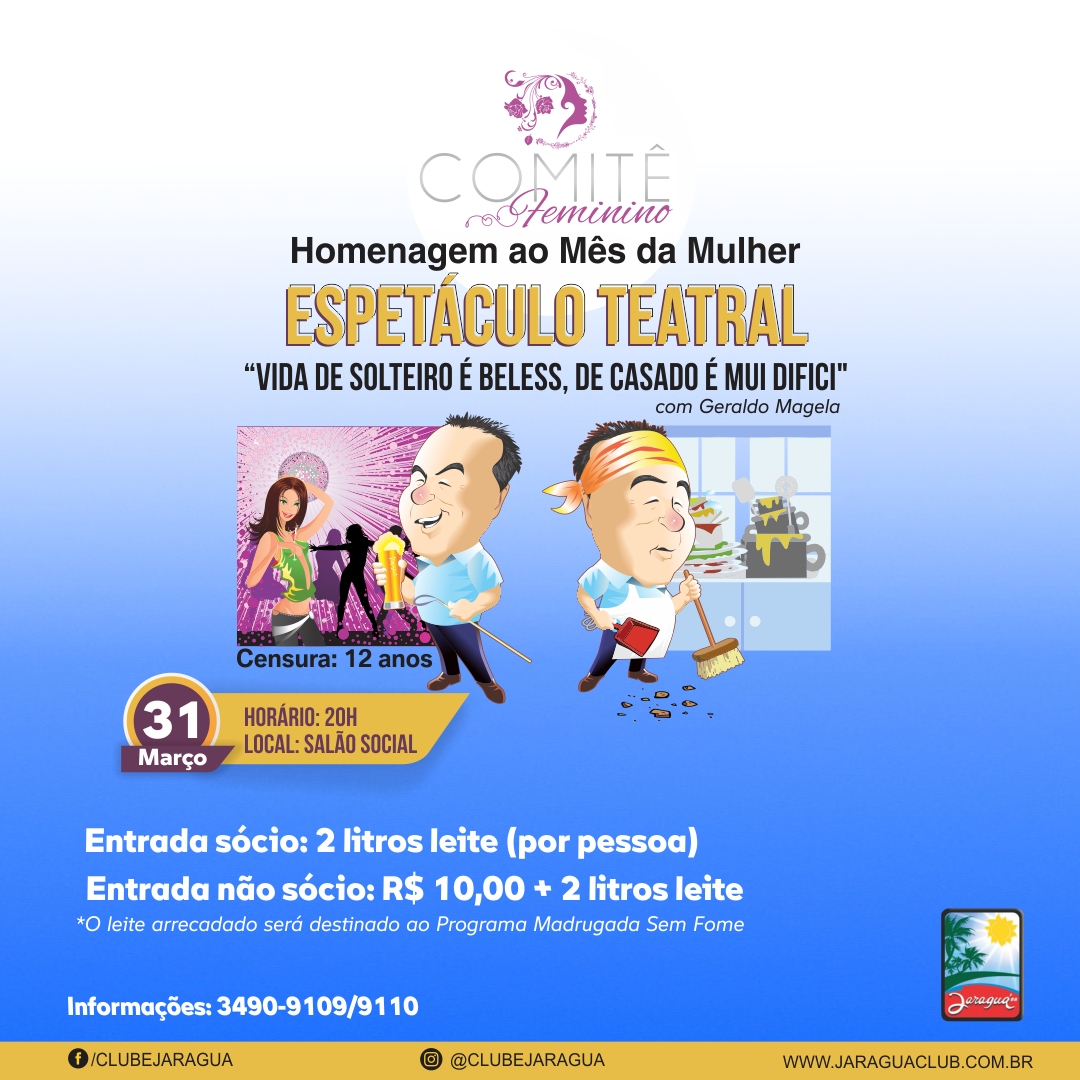 COMITÊ
Feminino
Homenagem ao Mês da Mulher
ESPETÁCULO TEATRAL
“VIDA DE SOLTEIRO É BELESS, DE CASADO É MUI DIFICI"
com Geraldo Magela
Censura: 12 anos
31
Março
HORÁRIO: 20H
LOCAL: SALÃO SOCIAL
Entrada sócio: 2 litros leite (por pessoa)
Entrada não sócio: R$ 10,00 + 2 litros leite
*O leite arrecadado será destinado ao Programa Madrugada Sem Fome
Jaraguá
Informações: 3490-9109/9110
/CLUBEJARAGUA
@CLUBEJARAGUA
WWW.JARAGUACLUB.COM.BR